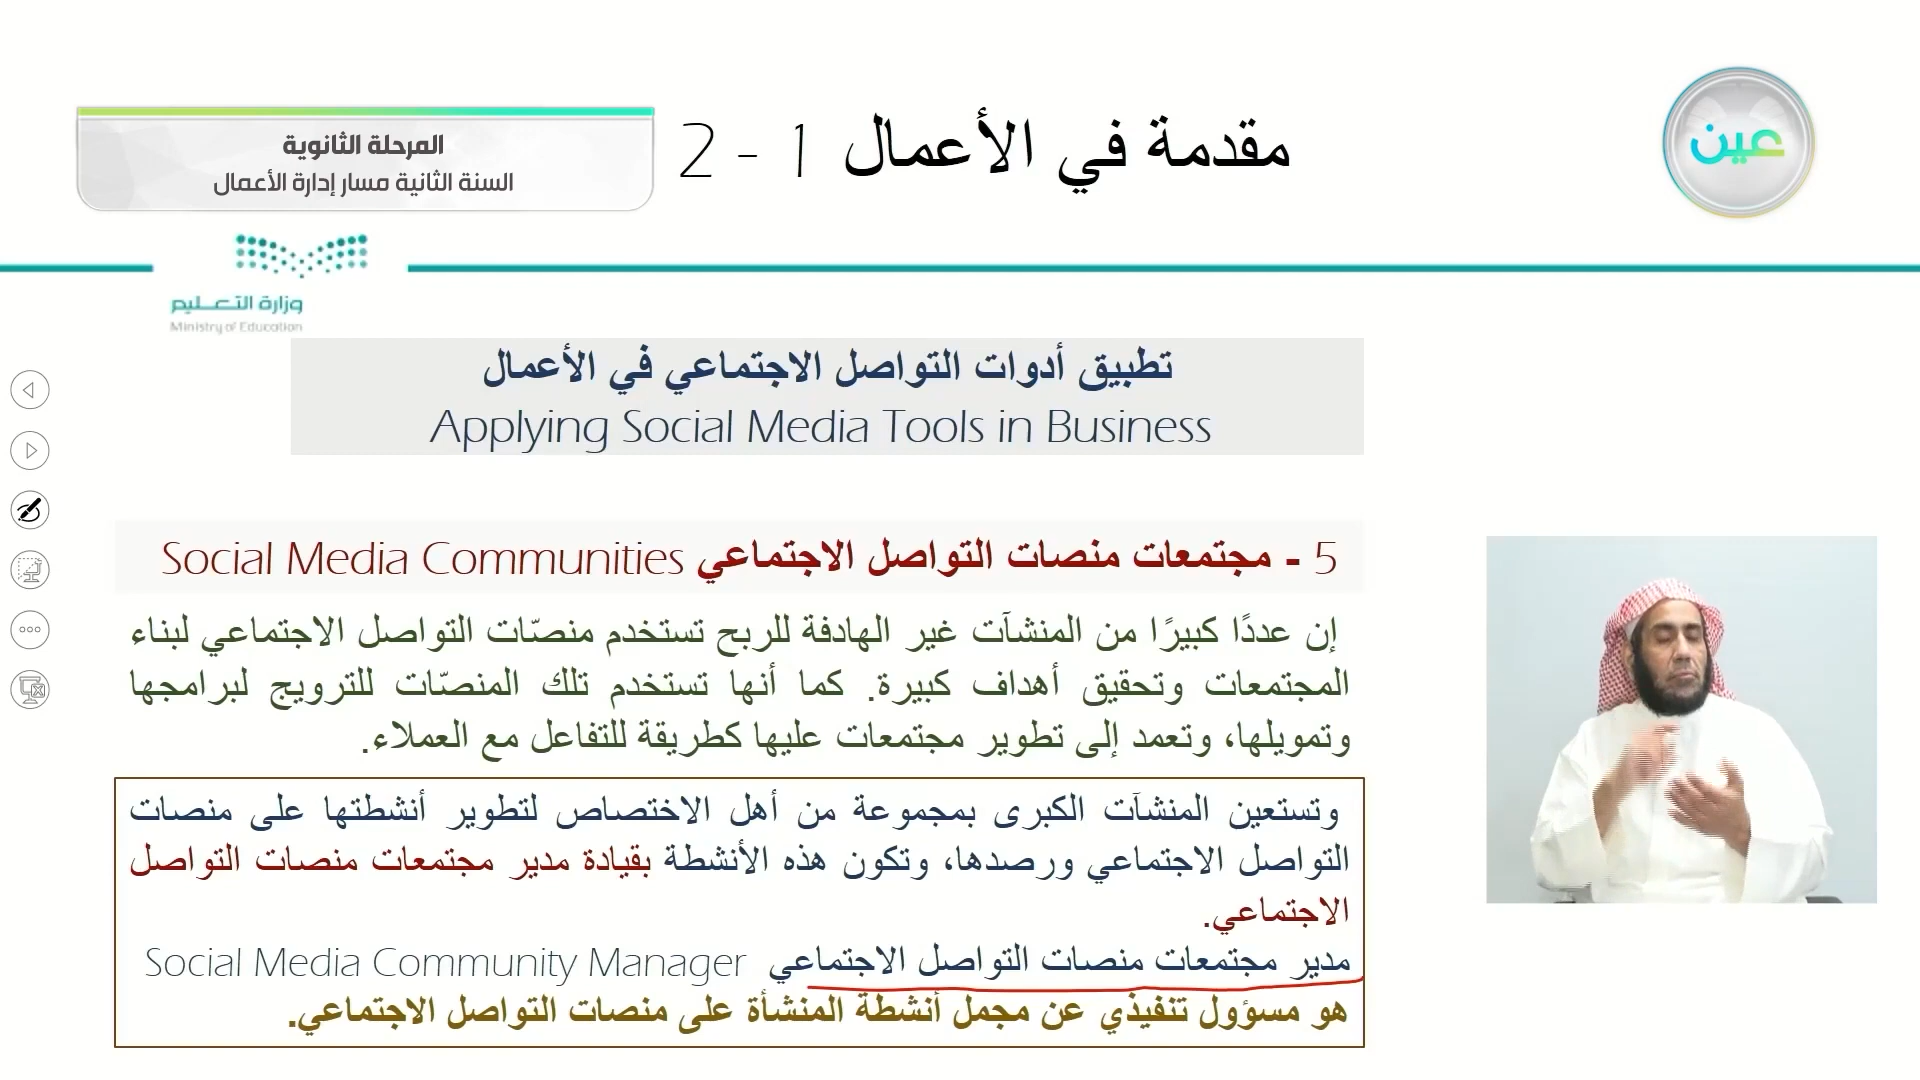 عين
مقدمة في الأعمال 1 - 2
المرحلة الثانوية
السنة الثانية مسار إدارة الأعمال
وزارة التعليم
Ministry of Education
تطبيق أدوات التواصل الاجتماعي في الأعمال
Applying Social Media Tools in Business
5 - مجتمعات منصات التواصل الاجتماعي Social Media Communities
إن عددًا كبيرًا من المنشآت غير الهادفة للربح تستخدم منصّات التواصل الاجتماعي لبناء
المجتمعات وتحقيق أهداف كبيرة. كما أنها تستخدم تلك المنصّات للترويج لبرامجها
وتمويلها، وتعمد إلى تطوير مجتمعات عليها كطريقة للتفاعل مع العملاء.
وتستعين المنشآت الكبرى بمجموعة من أهل الاختصاص لتطوير أنشطتها على منصات
التواصل الاجتماعي ورصدها، وتكون هذه الأنشطة بقيادة مدير مجتمعات منصات التواصل
الاجتماعي.
مدير مجتمعات منصات التواصل الاجتماعي Social Media Community Manager
هو مسؤول تنفيذي عن مجمل أنشطة المنشأة على منصات التواصل الاجتماعي.